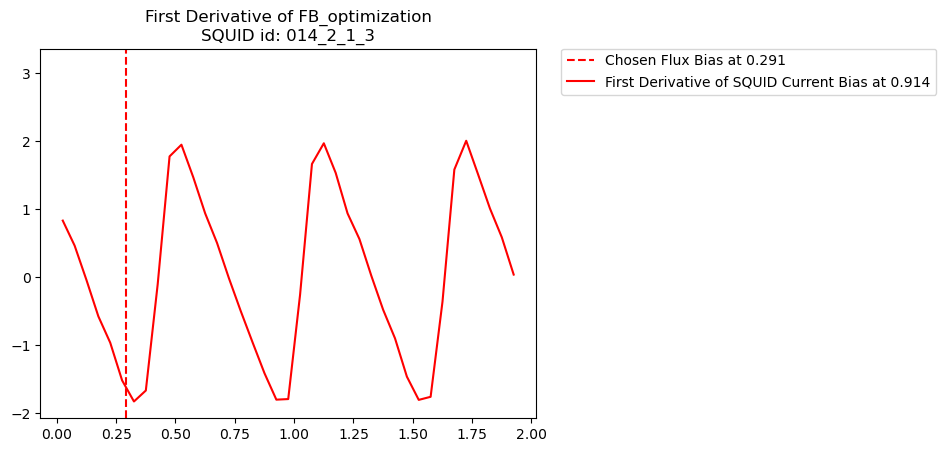 First Derivative of FB_optimization
SQUID id: 014_2_1_3
Chosen Flux Bias at 0.291
First Derivative of SQUID Current Bias at 0.914
3
2
1
0
−1
−2
0.00 0.25 0.50 0.75 1.00 1.25 1.50 1.75 2.00